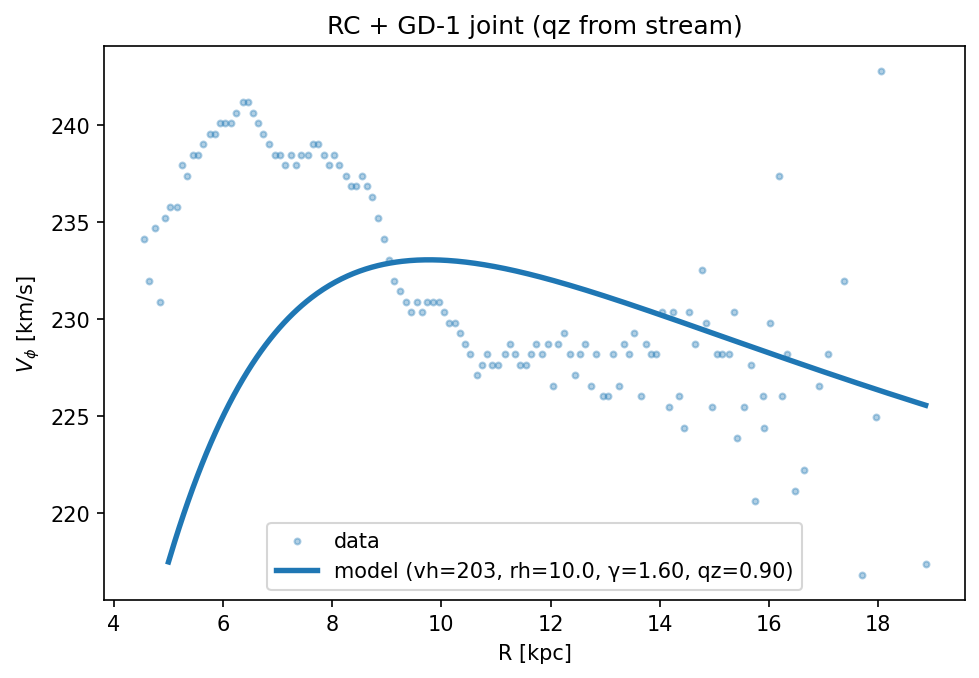 RC + GD-1 joint (qz from stream)
240
235
230
225
220
Vϕ [km/s]
data
model (vh=203, rh=10.0, γ=1.60, qz=0.90)
4 6 8 10 12 14 16 18
R [kpc]